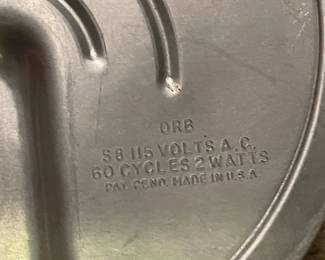 ORB
S8 115 VOLTS A.C.
60 CYCLES 2 WATTS
PAT. PEND. MADE IN U.S.A.